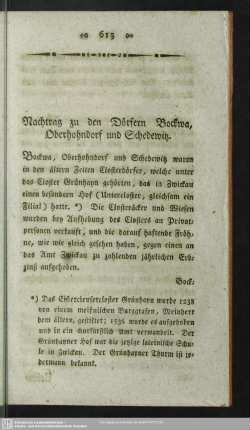 615
Nachtrag zu den Dörfern Bockwa,
Oberhohndorf und Schedewitz.
Bockwa, Oberhohndorf und Schedewitz waren
in den ältern Zeiten Closterdörfer, welche unter
das Closter Grünhayn gehörten, das in Zwickau
einen besondern Hof (Untercloster, gleichsam ein
Filial) hatte. *) Die Closteräcker und Wiesen
wurden bey Aufhebung des Closters an Privat-
personen verkauft, und die darauf haftende Fröh-
ne, wie wir gleich gesehen haben, gegen einen an
das Amt Zwickau zu zahlenden jährlichen Erb-
zins aufgehoben.
Bock-
*) Das Cistercienserkloster Grünhayn wurde 1238
von einem meißnischen Burggrafen, Meinhern
dem ältern, gestiftet; 1536 wurde es aufgehoben
und in ein Churfürstlich Amt verwandelt. Der
Grünhayner Hof war die jetzige lateinische Schu-
le in Zwickau. Der Grünhayner Thurm ist je-
dermann bekannt.